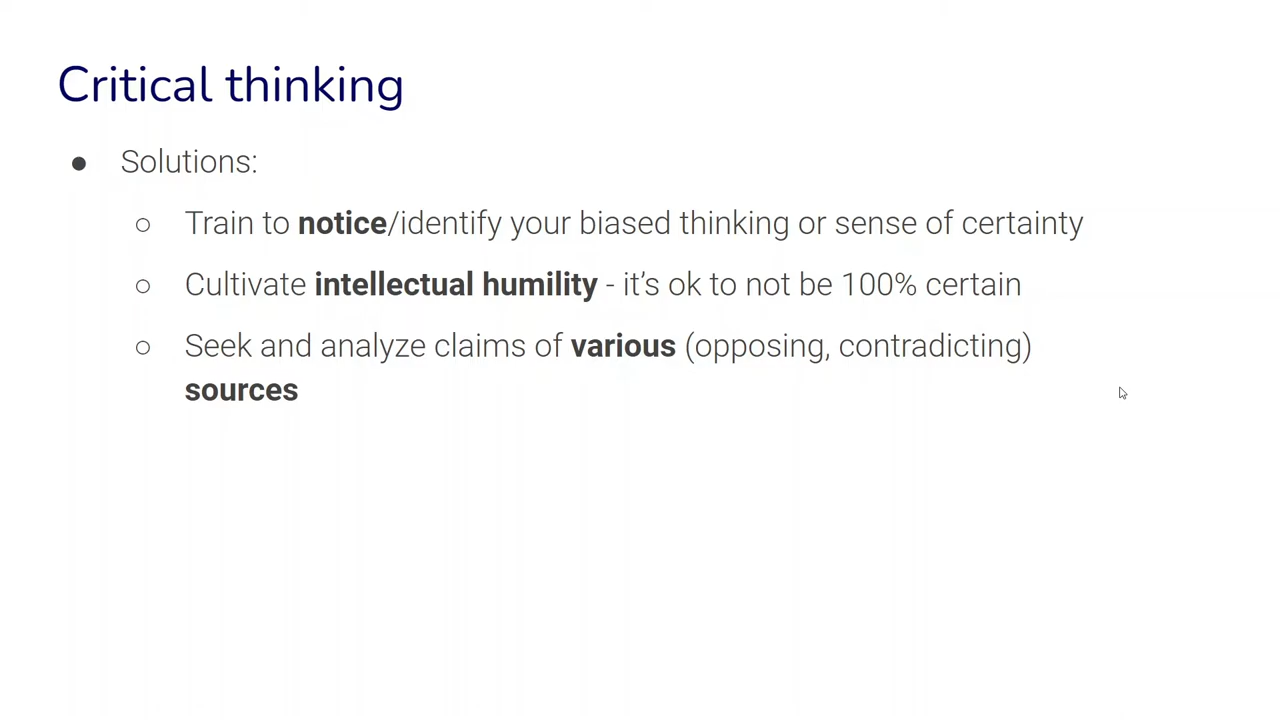 Critical thinking
● Solutions:
○ Train to notice/identify your biased thinking or sense of certainty
○ Cultivate intellectual humility - it’s ok to not be 100% certain
○ Seek and analyze claims of various (opposing, contradicting)
sources